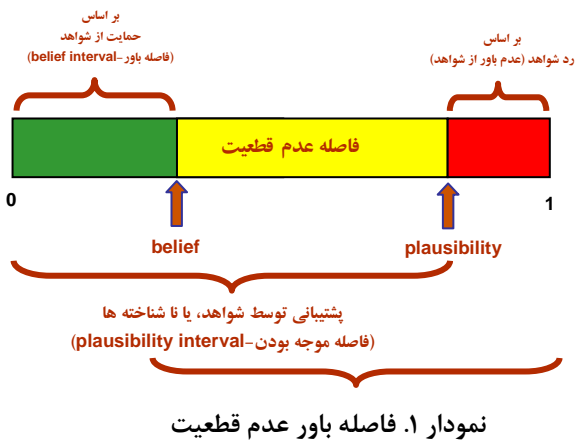 بر اساس
حمایت از شواهد
(فاصله باور-belief interval)
بر اساس
رد شواهد (عدم باور از شواهد)
فاصله عدم قطعیت
0
1
belief
plausibility
پشتیبانی توسط شواهد، یا نا شناخته ها
(فاصله موجه بودن-plausibility interval)
نمودار ۱. فاصله باور عدم قطعیت